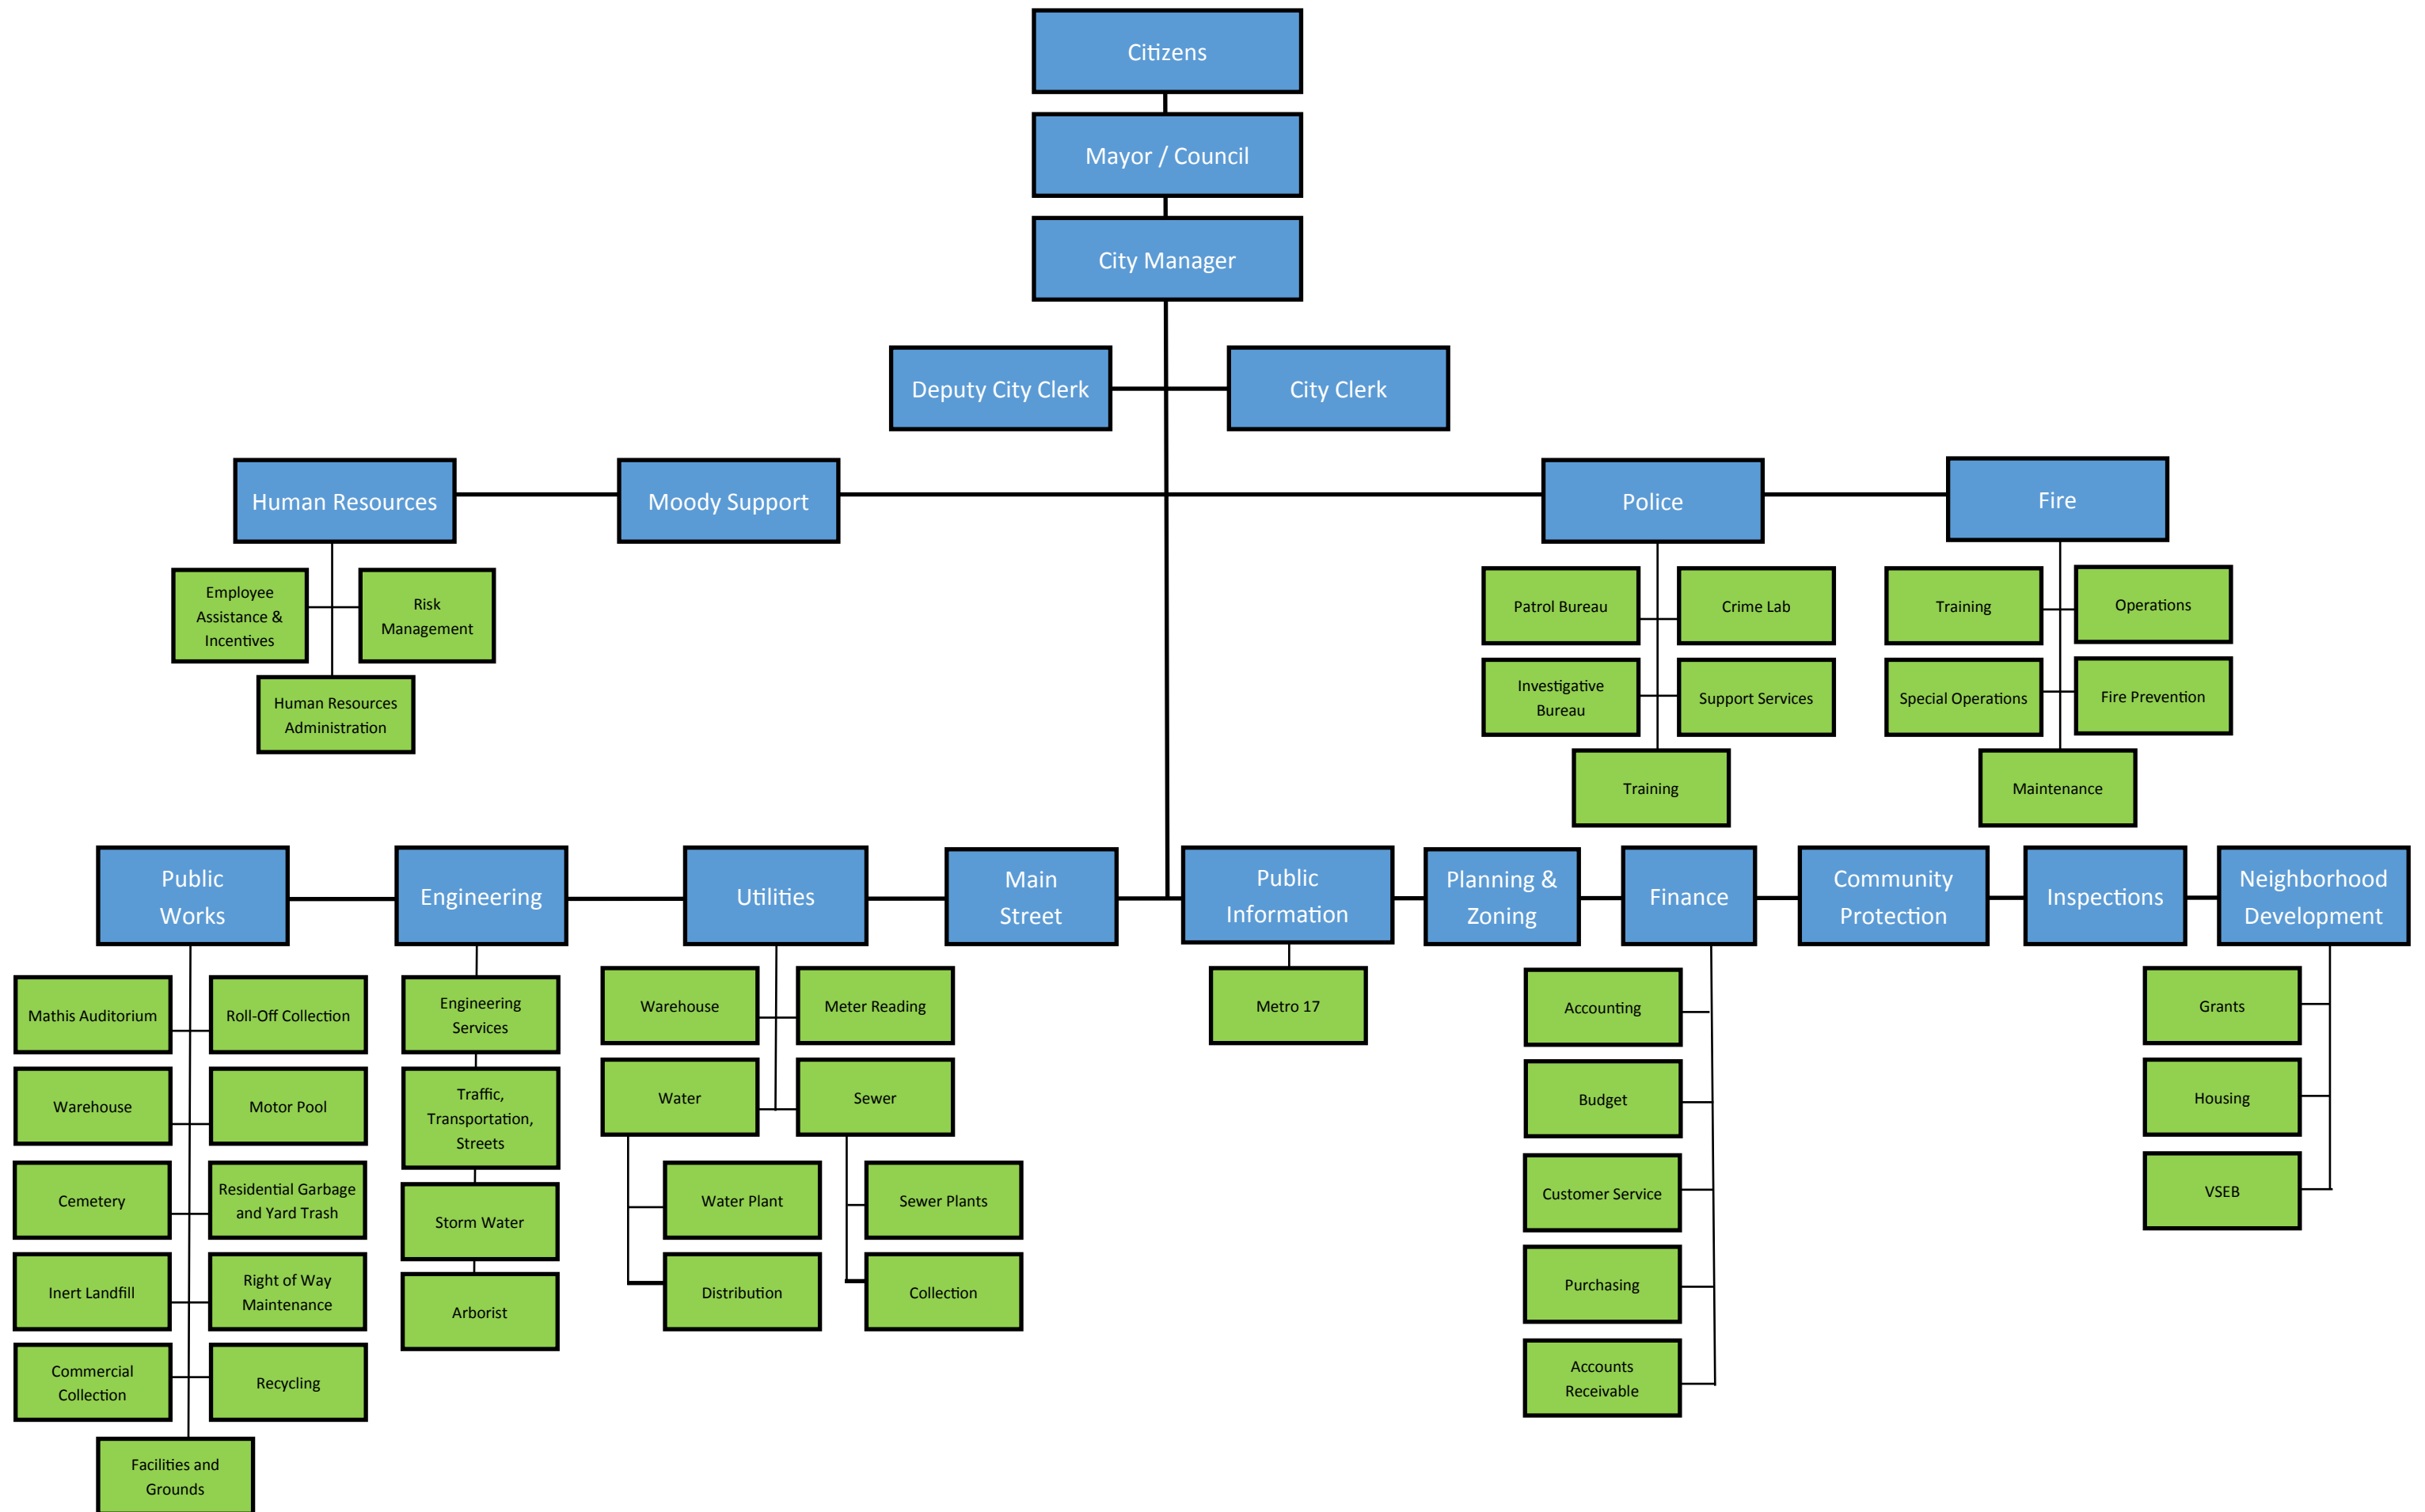 Citizens
Mayor / Council
City Manager
Deputy City Clerk
City Clerk
Human Resources
Moody Support
Police
Fire
Employee
Assistance &
Incentives
Risk
Management
Human Resources
Administration
Patrol Bureau
Crime Lab
Investigative
Bureau
Support Services
Training
Training
Operations
Special Operations
Fire Prevention
Maintenance
Public
Works
Engineering
Utilities
Main
Street
Public
Information
Planning &
Zoning
Finance
Community
Protection
Inspections
Neighborhood
Development
Mathis Auditorium
Roll-Off Collection
Warehouse
Motor Pool
Cemetery
Residential Garbage
and Yard Trash
Inert Landfill
Right of Way
Maintenance
Commercial
Collection
Recycling
Facilities and
Grounds
Engineering
Services
Traffic,
Transportation,
Streets
Storm Water
Arborist
Warehouse
Meter Reading
Water
Sewer
Water Plant
Distribution
Sewer Plants
Collection
Metro 17
Accounting
Budget
Customer Service
Purchasing
Accounts
Receivable
Grants
Housing
VSEB